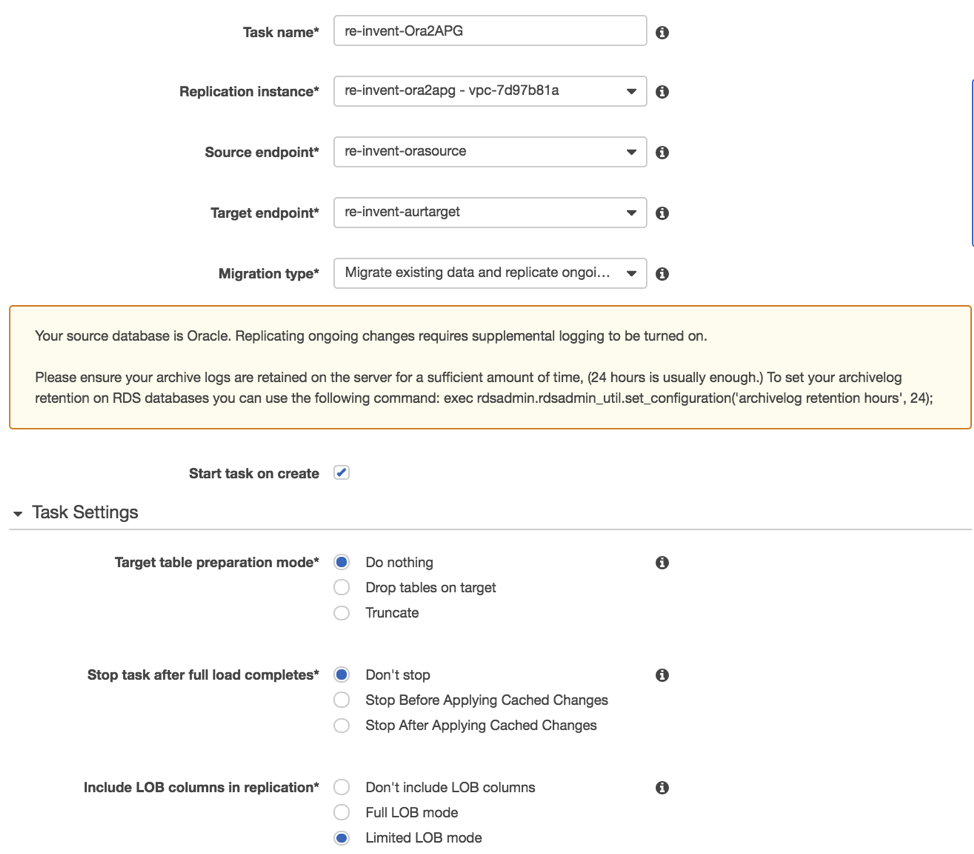 Task name* re-invent-Ora2APG
Replication instance* re-invent-ora2apg - vpc-7d97b81a
Source endpoint* re-invent-orasource
Target endpoint* re-invent-aurtarget
Migration type* Migrate existing data and replicate ongoi...
Your source database is Oracle. Replicating ongoing changes requires supplemental logging to be turned on.
Please ensure your archive logs are retained on the server for a sufficient amount of time, (24 hours is usually enough.) To set your archivelog
retention on RDS databases you can use the following command: exec rdsadmin.rdsadmin_util.set_configuration('archivelog retention hours', 24);
Start task on create
Task Settings
Target table preparation mode* Do nothing
Drop tables on target
Truncate
Stop task after full load completes* Don't stop
Stop Before Applying Cached Changes
Stop After Applying Cached Changes
Include LOB columns in replication* Don't include LOB columns
Full LOB mode
Limited LOB mode